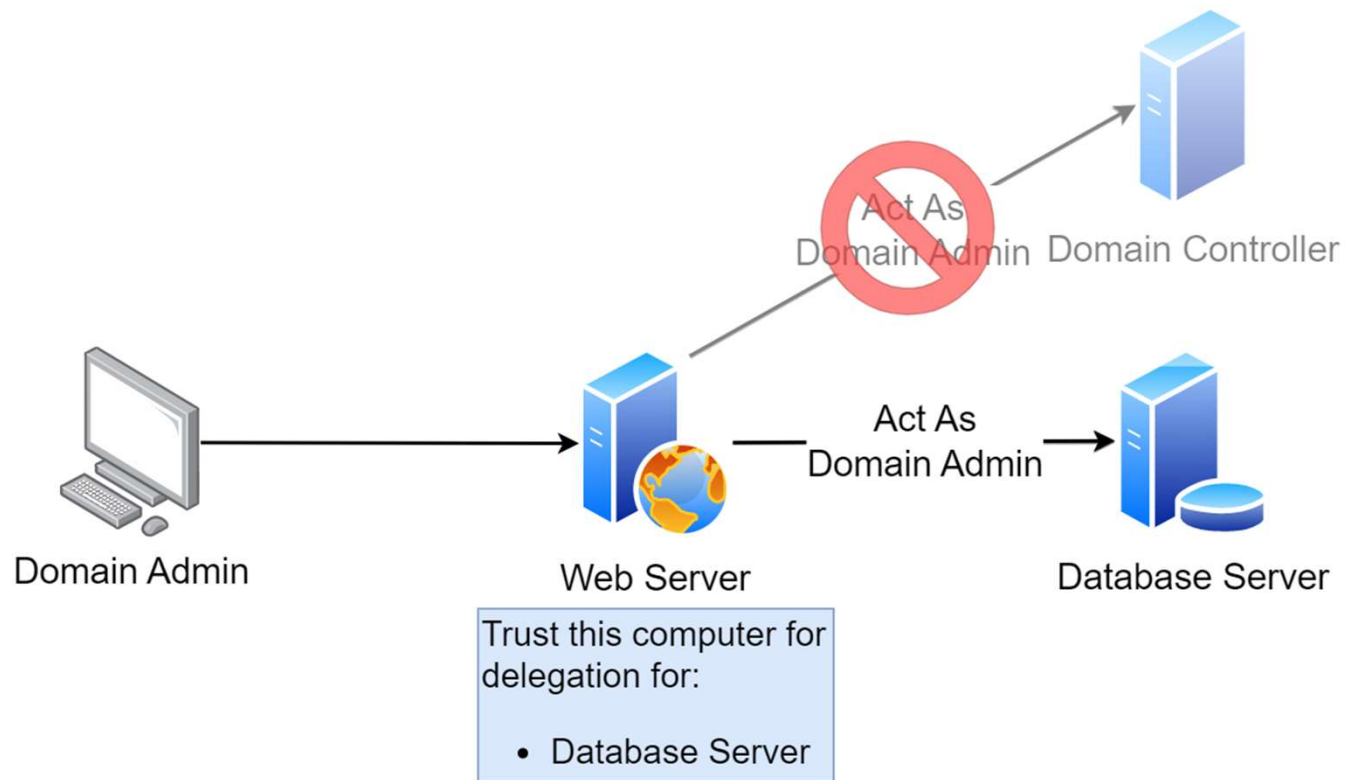 Act As
Domain Admin
Domain Controller
Act As
Domain Admin
Domain Admin
Web Server
Database Server
Trust this computer for
delegation for:
• Database Server